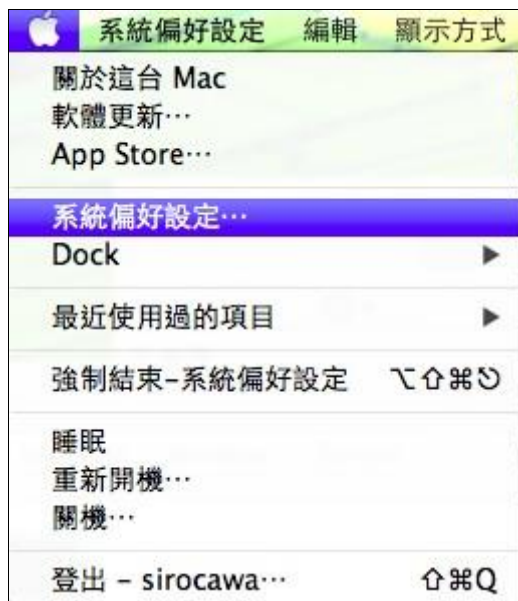 系統偏好設定 編輯 顯示方式
關於這台 Mac
軟體更新…
App Store…
系統偏好設定…
Dock ▶
最近使用過的項目 ▶
強制結束-系統偏好設定 ⌥⇧⌘⎋
睡眠
重新開機…
關機…
登出 - sirocawa… ⇧⌘Q